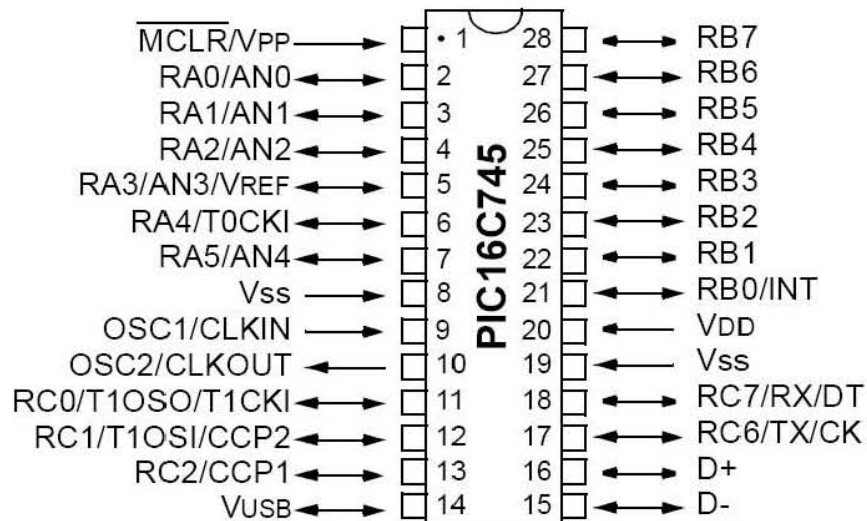 MCLR/VPP • 1 28 RB7
RA0/AN0 2 27 RB6
RA1/AN1 3 26 RB5
RA2/AN2 4 25 RB4
RA3/AN3/VREF 5 24 RB3
RA4/T0CKI 6 23 RB2
RA5/AN4 7 22 RB1
Vss 8 21 RB0/INT
OSC1/CLKIN 9 20 VDD
OSC2/CLKOUT 10 19 Vss
RC0/T1OSO/T1CKI 11 18 RC7/RX/DT
RC1/T1OSI/CCP2 12 17 RC6/TX/CK
RC2/CCP1 13 16 D+
VUSB 14 15 D-
PIC16C745